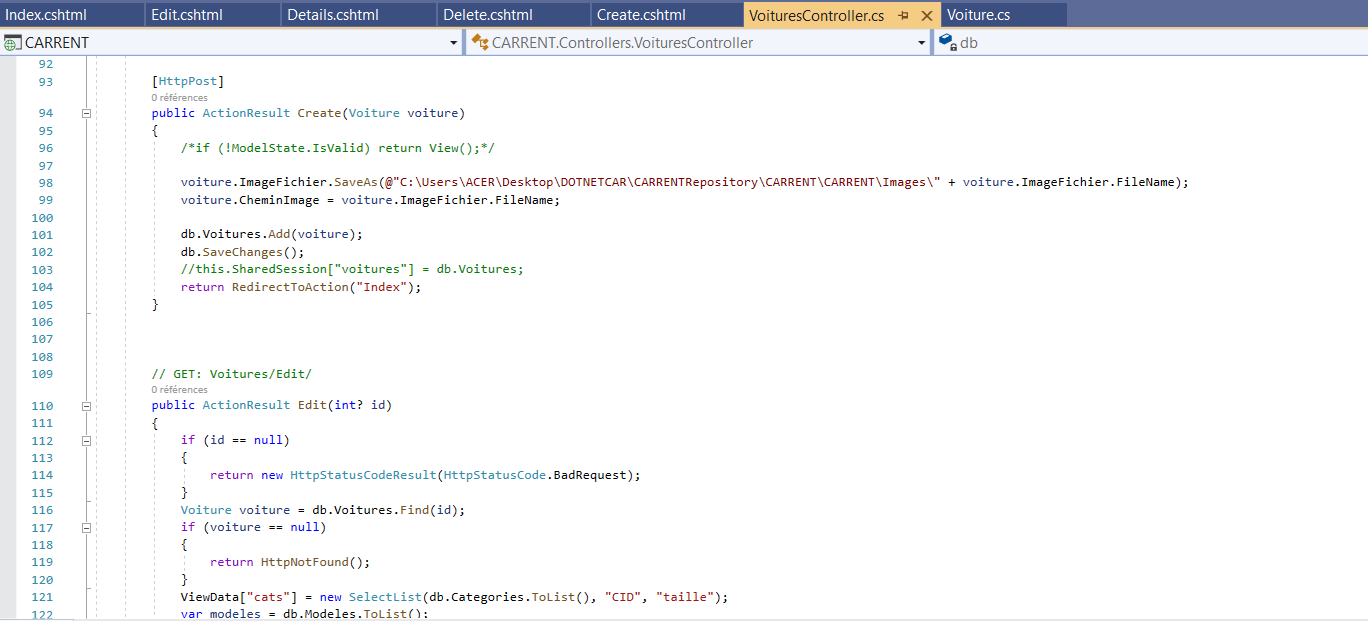 Index.cshtml Edit.cshtml Details.cshtml Delete.cshtml Create.cshtml VoituresController.cs Voiture.cs
CARRENT CARRENT.Controllers.VoituresController db
92
93 [HttpPost]
0 références
94 public ActionResult Create(Voiture voiture)
95 {
96 /*if (!ModelState.IsValid) return View();*/
97
98 voiture.ImageFichier.SaveAs(@"C:\Users\ACER\Desktop\DOTNETCAR\CARRENTRepository\CARRENT\CARRENT\Images\" + voiture.ImageFichier.FileName);
99 voiture.CheminImage = voiture.ImageFichier.FileName;
100
101 db.Voitures.Add(voiture);
102 db.SaveChanges();
103 //this.SharedSession["voitures"] = db.Voitures;
104 return RedirectToAction("Index");
105 }
106
107
108
109 // GET: Voitures/Edit/
0 références
110 public ActionResult Edit(int? id)
111 {
112 if (id == null)
113 {
114 return new HttpStatusCodeResult(HttpStatusCode.BadRequest);
115 }
116 Voiture voiture = db.Voitures.Find(id);
117 if (voiture == null)
118 {
119 return HttpNotFound();
120 }
121 ViewData["cats"] = new SelectList(db.Categories.ToList(), "CID", "taille");
122 var modeles = db.Modeles.ToList();